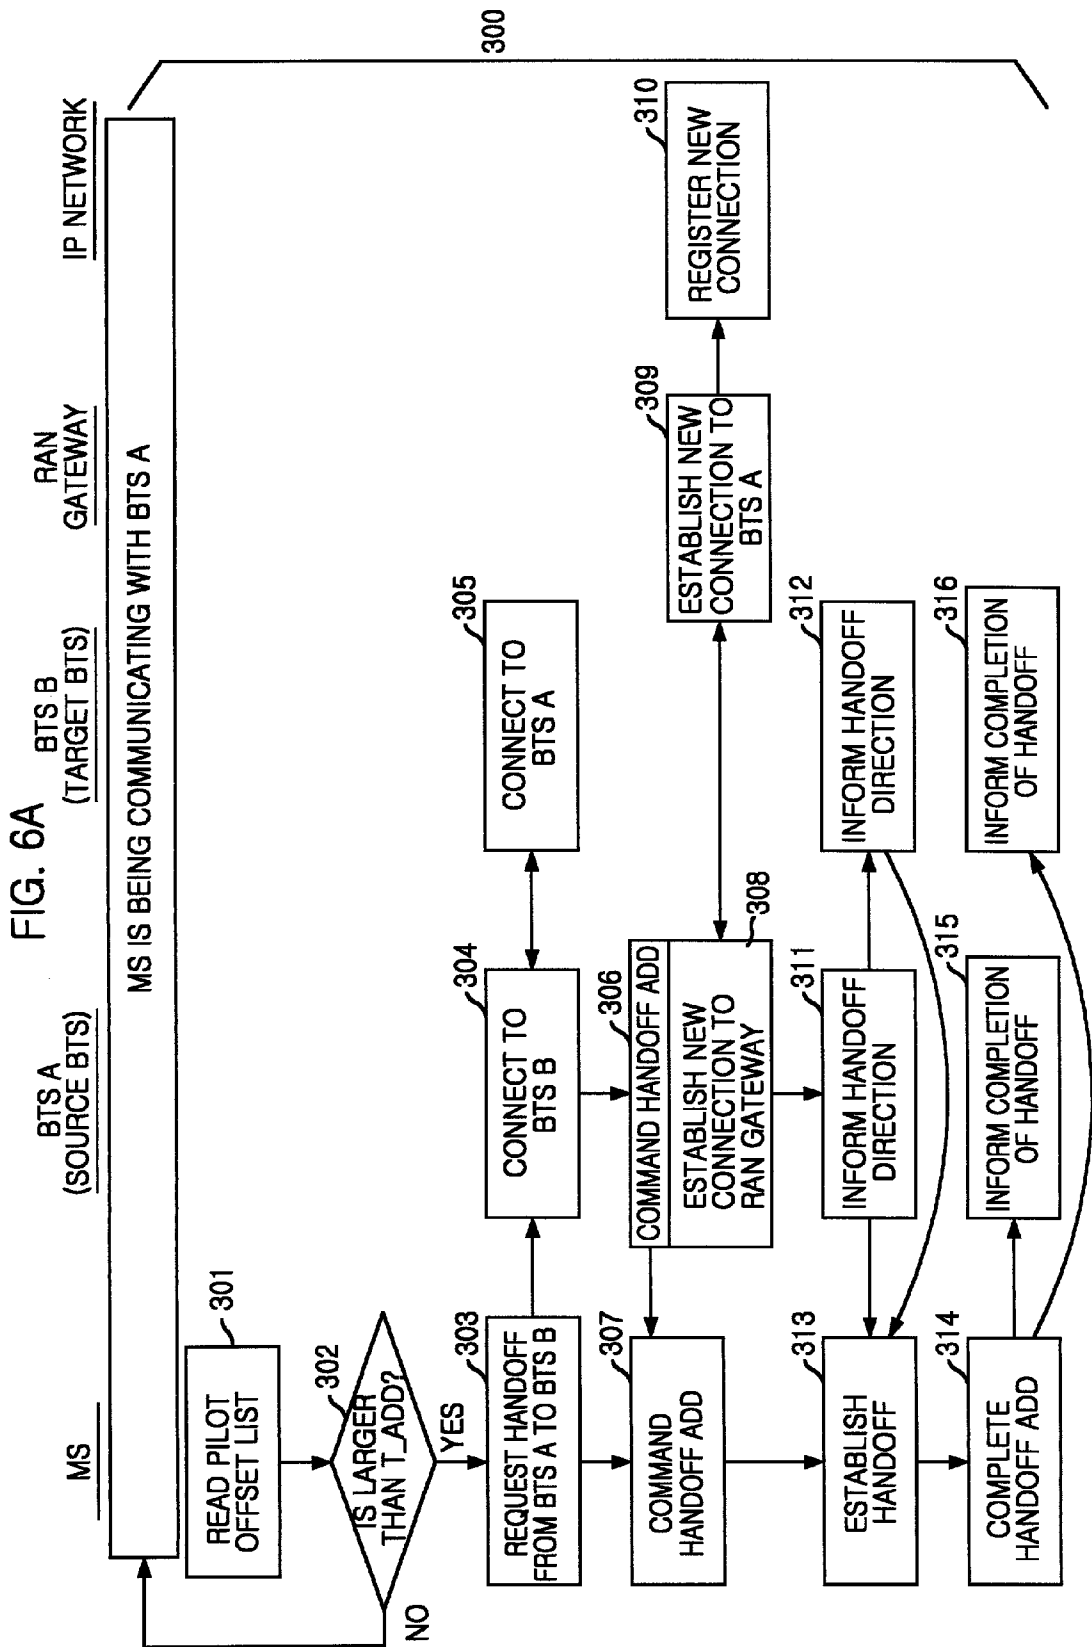 FIG. 6A
MS
BTS A
(SOURCE BTS)
BTS B
(TARGET BTS)
RAN
GATEWAY
IP NETWORK
MS IS BEING COMMUNICATING WITH BTS A
300
301
READ PILOT
OFFSET LIST
302
IS LARGER
THAN T_ADD?
NO
YES
303
REQUEST HANDOFF
FROM BTS A TO BTS B
304
CONNECT TO
BTS B
305
CONNECT TO
BTS A
306
COMMAND HANDOFF ADD
307
COMMAND
HANDOFF ADD
308
ESTABLISH NEW
CONNECTION TO
RAN GATEWAY
309
ESTABLISH NEW
CONNECTION TO
BTS A
310
REGISTER NEW
CONNECTION
311
INFORM HANDOFF
DIRECTION
312
INFORM HANDOFF
DIRECTION
313
ESTABLISH
HANDOFF
314
COMPLETE
HANDOFF ADD
315
INFORM COMPLETION
OF HANDOFF
316
INFORM COMPLETION
OF HANDOFF